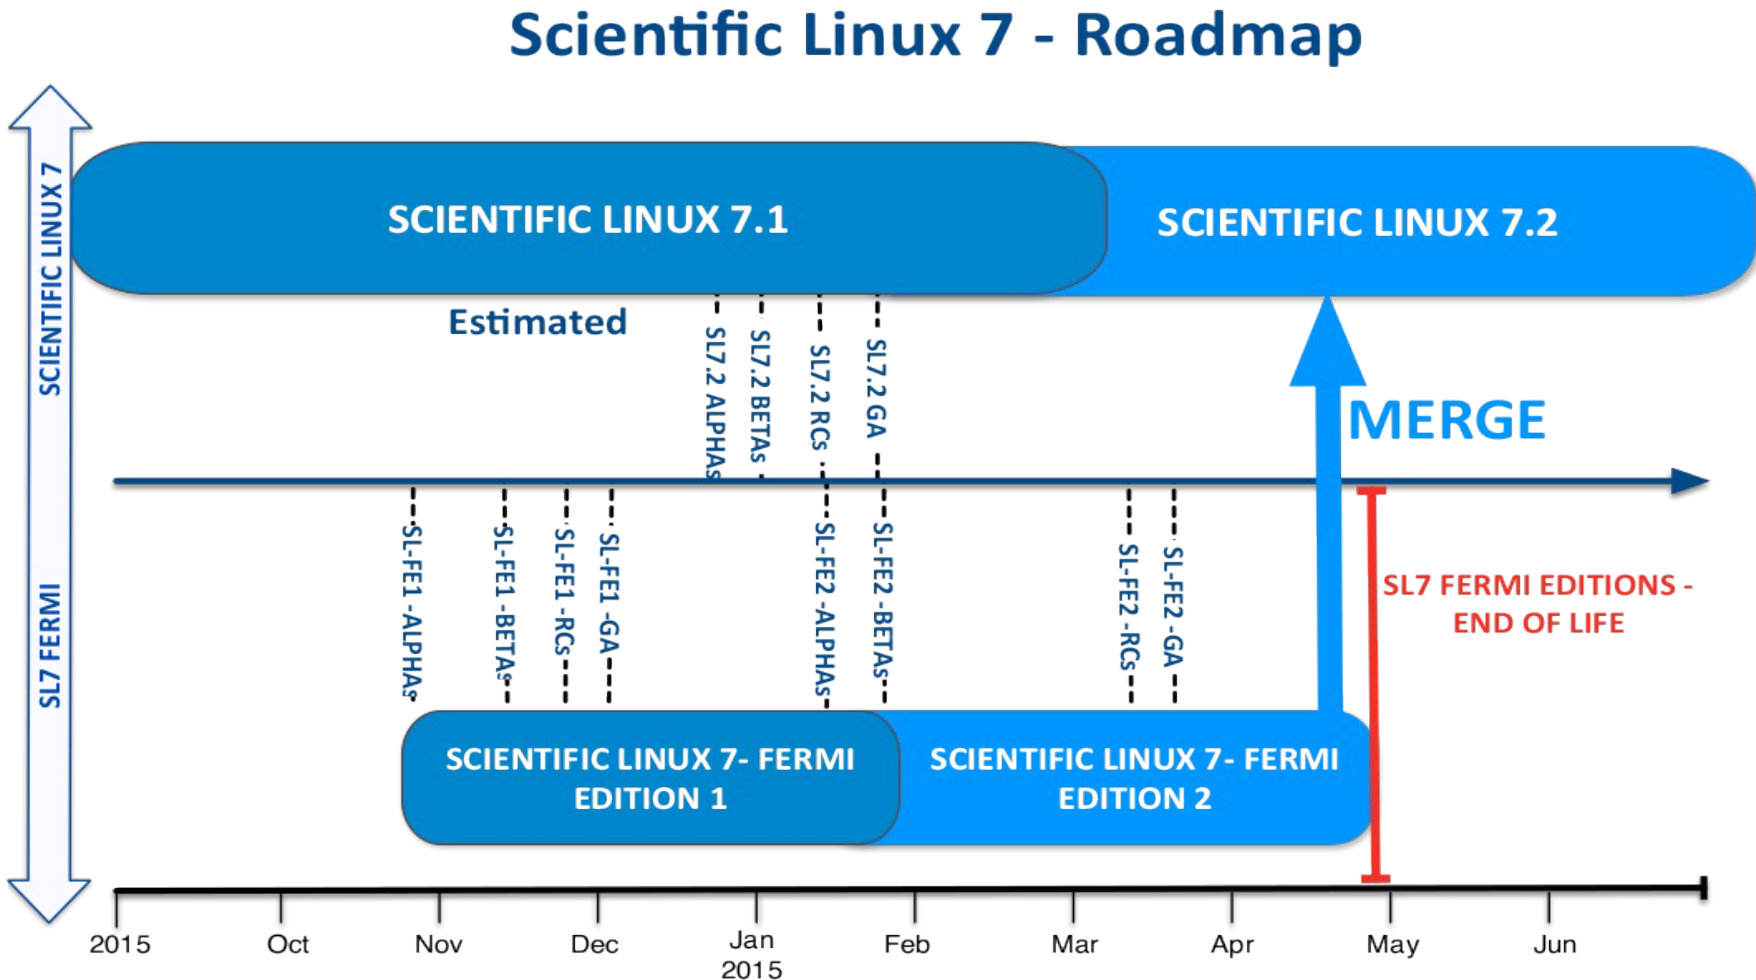 Scientific Linux 7 - Roadmap
SCIENTIFIC LINUX 7
SCIENTIFIC LINUX 7.1
SCIENTIFIC LINUX 7.2
Estimated
SL7.2 ALPHAs
SL7.2 BETAs
SL7.2 RCs
SL7.2 GA
MERGE
SL7 FERMI
SL-FE1 -ALPHAs
SL-FE1 -BETAs
SL-FE1 -RCs
SL-FE1 -GA
SL-FE2 -ALPHAs
SL-FE2 -BETAs
SL-FE2 -RCs
SL-FE2 -GA
SL7 FERMI EDITIONS -
END OF LIFE
SCIENTIFIC LINUX 7- FERMI
EDITION 1
SCIENTIFIC LINUX 7- FERMI
EDITION 2
2015
Oct
Nov
Dec
Jan
2015
Feb
Mar
Apr
May
Jun